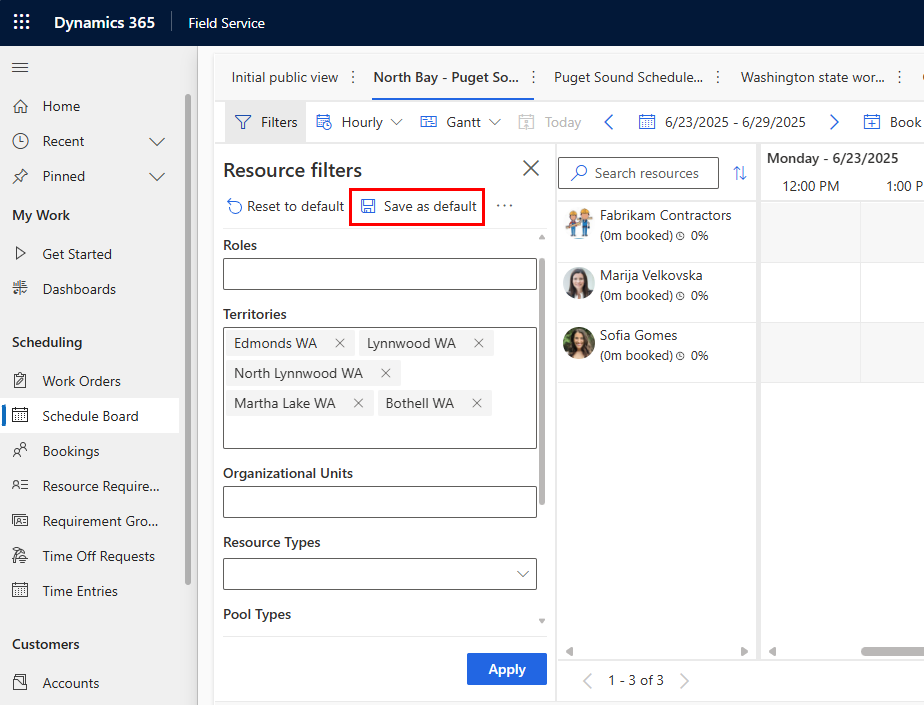 Dynamics 365 Field Service
Home
Recent
Pinned
My Work
Get Started
Dashboards
Scheduling
Work Orders
Schedule Board
Bookings
Resource Require...
Requirement Gro...
Time Off Requests
Time Entries
Customers
Accounts
Initial public view North Bay - Puget So... Puget Sound Schedule... Washington state wor...
Filters Hourly Gantt Today 6/23/2025 - 6/29/2025 Book
Resource filters
Reset to default Save as default ...
Roles
Territories
Edmonds WA Lynnwood WA
North Lynnwood WA
Martha Lake WA Bothell WA
Organizational Units
Resource Types
Pool Types
Apply
Search resources
Fabrikam Contractors
(0m booked) 0%
Marija Velkovska
(0m booked) 0%
Sofia Gomes
(0m booked) 0%
1 - 3 of 3
Monday - 6/23/2025
12:00 PM 1:00 P